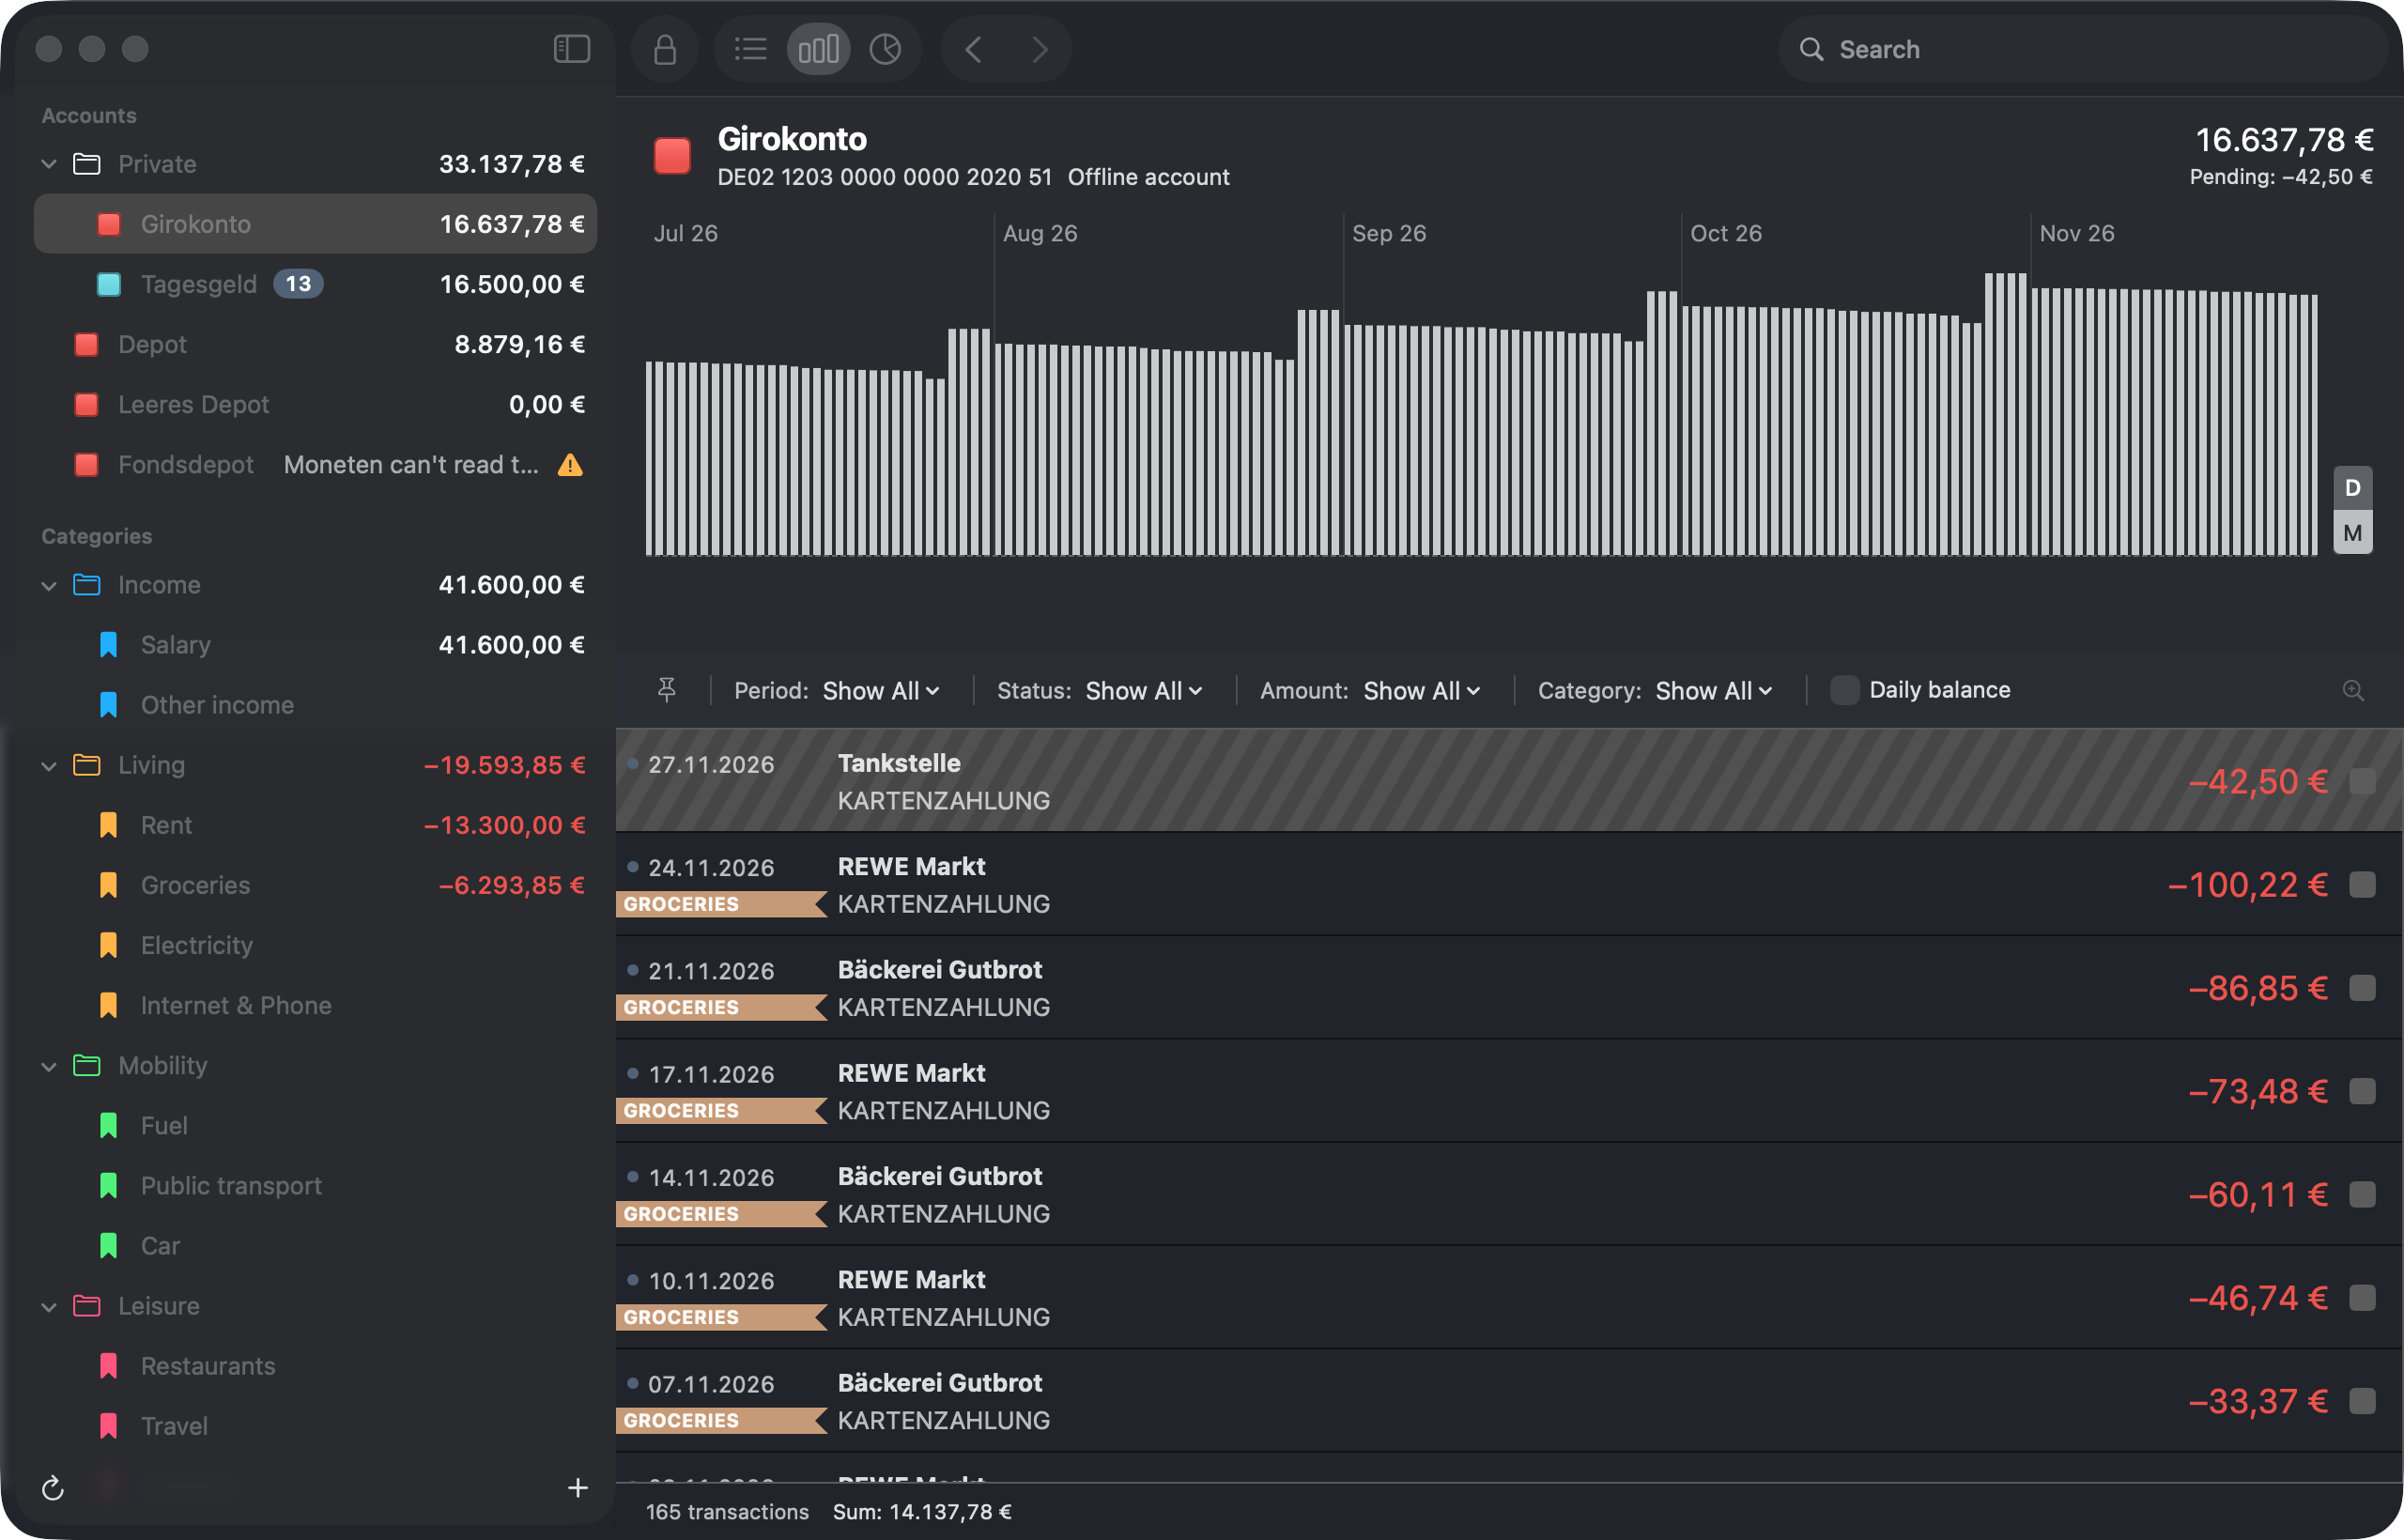 Search
Accounts
Private 33.137,78 €
Girokonto 16.637,78 €
Tagesgeld 13 16.500,00 €
Depot 8.879,16 €
Leeres Depot 0,00 €
Fondsdepot Moneten can't read t...
Categories
Income 41.600,00 €
Salary 41.600,00 €
Other income
Living −19.593,85 €
Rent −13.300,00 €
Groceries −6.293,85 €
Electricity
Internet & Phone
Mobility
Fuel
Public transport
Car
Leisure
Restaurants
Travel
Girokonto 16.637,78 €
DE02 1203 0000 0000 2020 51 Offline account Pending: −42,50 €
Jul 26 Aug 26 Sep 26 Oct 26 Nov 26
D
M
Period: Show All Status: Show All Amount: Show All Category: Show All Daily balance
27.11.2026 Tankstelle
KARTENZAHLUNG −42,50 €
24.11.2026 REWE Markt
GROCERIES KARTENZAHLUNG −100,22 €
21.11.2026 Bäckerei Gutbrot
GROCERIES KARTENZAHLUNG −86,85 €
17.11.2026 REWE Markt
GROCERIES KARTENZAHLUNG −73,48 €
14.11.2026 Bäckerei Gutbrot
GROCERIES KARTENZAHLUNG −60,11 €
10.11.2026 REWE Markt
GROCERIES KARTENZAHLUNG −46,74 €
07.11.2026 Bäckerei Gutbrot
GROCERIES KARTENZAHLUNG −33,37 €
REWE Markt
165 transactions Sum: 14.137,78 €